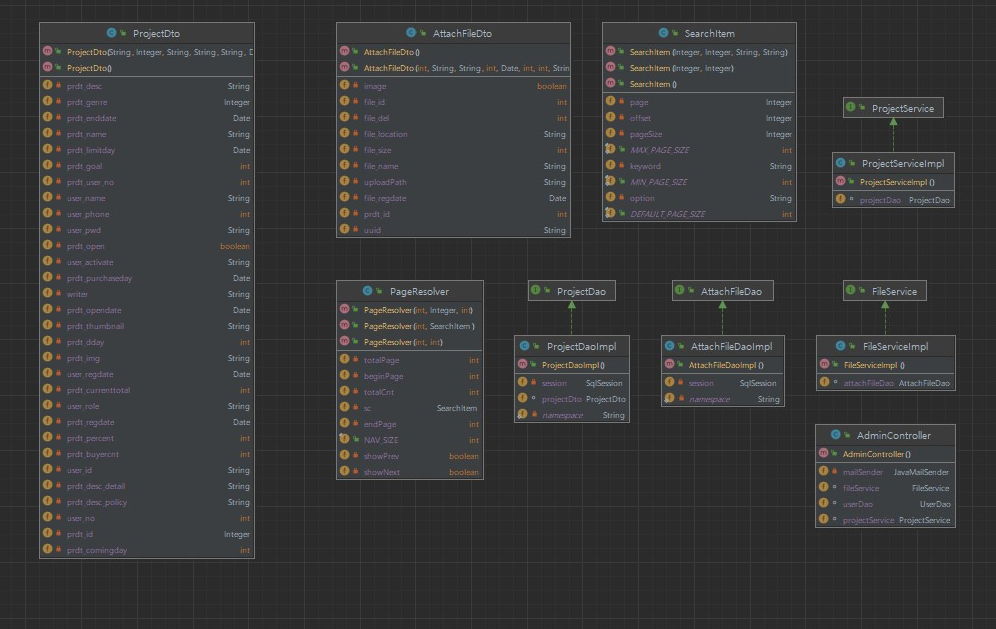 ProjectDto
ProjectDto(String, Integer, String, String, String, D
ProjectDto()
prdt_desc String
prdt_genre Integer
prdt_enddate Date
prdt_name String
prdt_limitday Date
prdt_goal int
prdt_user_no int
user_name String
user_phone int
user_pwd String
prdt_open boolean
user_activate String
prdt_purchaseday Date
writer String
prdt_opendate Date
prdt_thumbnail String
prdt_dday int
prdt_img String
user_regdate Date
prdt_currenttotal int
user_role String
prdt_regdate Date
prdt_percent int
prdt_buyercnt int
user_id String
prdt_desc_detail String
prdt_desc_policy String
user_no int
prdt_id Integer
prdt_comingday int
AttachFileDto
AttachFileDto()
AttachFileDto(int, String, String, int, Date, int, int, Strin
image boolean
file_id int
file_del int
file_location String
file_size int
file_name String
uploadPath String
file_regdate Date
prdt_id int
uuid String
SearchItem
SearchItem(Integer, Integer, String, String)
SearchItem(Integer, Integer)
SearchItem()
page Integer
offset Integer
pageSize Integer
MAX_PAGE_SIZE int
keyword String
MIN_PAGE_SIZE int
option String
DEFAULT_PAGE_SIZE int
ProjectService
ProjectServiceImpl
ProjectServiceImpl()
projectDao ProjectDao
PageResolver
PageResolver(int, Integer, int)
PageResolver(int, SearchItem)
PageResolver(int, int)
totalPage int
beginPage int
totalCnt int
sc SearchItem
endPage int
NAV_SIZE int
showPrev boolean
showNext boolean
ProjectDao
ProjectDaoImpl
ProjectDaoImpl()
session SqlSession
projectDto ProjectDto
namespace String
AttachFileDao
AttachFileDaoImpl
AttachFileDaoImpl()
session SqlSession
namespace String
FileService
FileServiceImpl
FileServiceImpl()
attachFileDao AttachFileDao
AdminController
AdminController()
mailSender JavaMailSender
fileService FileService
userDao UserDao
projectService ProjectService